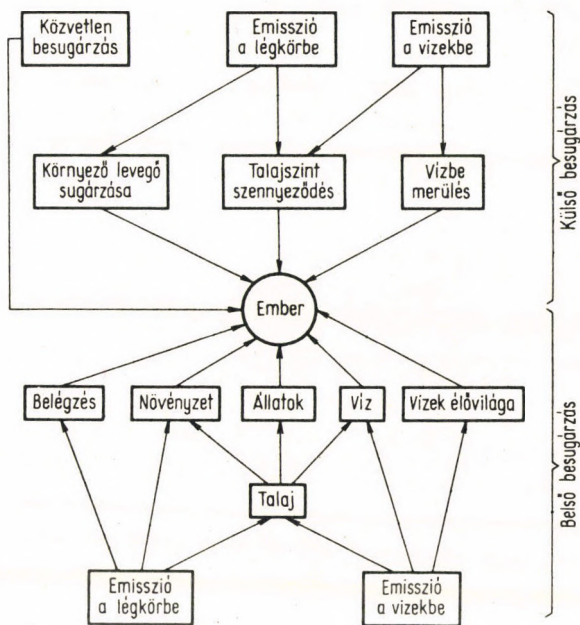 Közvetlen
besugárzás
Emisszió
a légkörbe
Emisszió
a vizekbe
Környező levegő
sugárzása
Talajszint
szennyeződés
Vízbe
merülés
Külső besugárzás
Ember
Belégzés
Növényzet
Állatok
Víz
Vizek élővilága
Talaj
Emisszió
a légkörbe
Emisszió
a vizekbe
Belső besugárzás